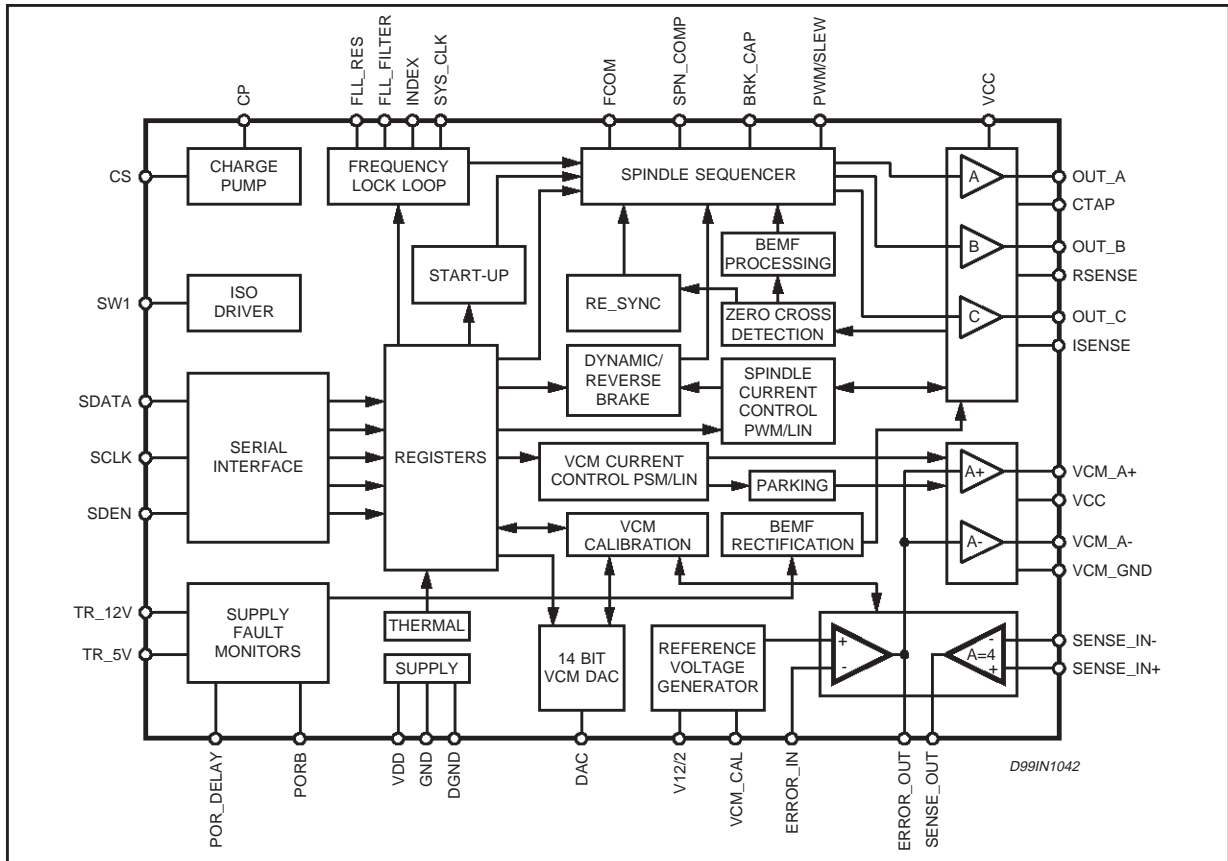 CP
FLL_RES
FLL_FILTER
INDEX
SYS_CLK
FCOM
SPN_COMP
BRK_CAP
PWM/SLEW
VCC
CS
CHARGE
PUMP
FREQUENCY
LOCK LOOP
SPINDLE SEQUENCER
A
OUT_A
CTAP
B
OUT_B
BEMF
PROCESSING
START-UP
RSENSE
SW1
ISO
DRIVER
RE_SYNC
ZERO CROSS
DETECTION
C
OUT_C
ISENSE
DYNAMIC/
REVERSE
BRAKE
SPINDLE
CURRENT
CONTROL
PWM/LIN
SDATA
SCLK
SDEN
SERIAL
INTERFACE
REGISTERS
VCM CURRENT
CONTROL PSM/LIN
PARKING
A+
VCM_A+
VCC
VCM
CALIBRATION
BEMF
RECTIFICATION
A-
VCM_A-
VCM_GND
TR_12V
TR_5V
SUPPLY
FAULT
MONITORS
THERMAL
SUPPLY
14 BIT
VCM DAC
REFERENCE
VOLTAGE
GENERATOR
+
-
-
A=4
+
SENSE_IN-
SENSE_IN+
POR_DELAY
PORB
VDD
GND
DGND
DAC
V12/2
VCM_CAL
ERROR_IN
ERROR_OUT
SENSE_OUT
D99IN1042